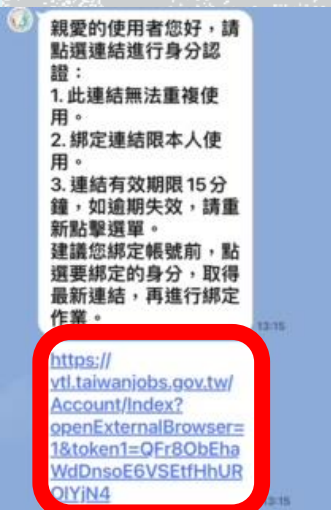 親愛的使用者您好，請
點選連結進行身分認
證：
1. 此連結無法重複使
用。
2. 綁定連結限本人使
用。
3. 連結有效期限 15 分
鐘，如逾期失效，請重
新點擊選單。
建議您綁定帳號前，點
選要綁定的身分，取得
最新連結，再進行綁定
作業。
13:15
https://
vtl.taiwanjobs.gov.tw/
Account/Index?
openExternalBrowser=
1&token1=QFr8ObEha
WdDnsoE6VSEtfHhUR
OIYjN4
13:15